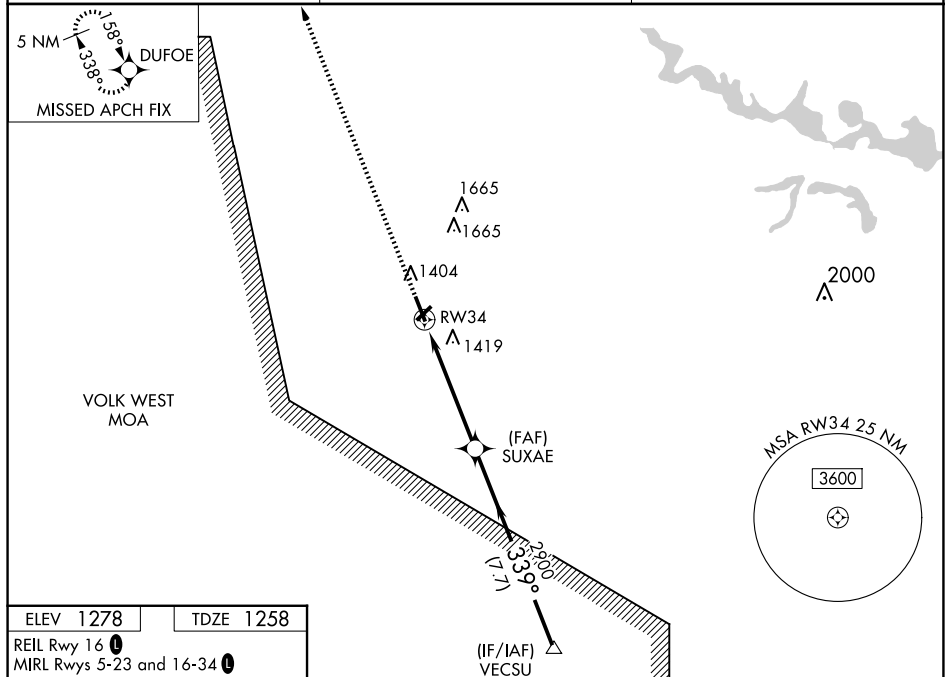 5 NM
158°
338°
DUFOE
MISSED APCH FIX
1665
1665
1404
RW34
1419
2000
VOLK WEST
MOA
(FAF)
SUXAE
MSA RW34 25 NM
3600
2900
339°
(7.7)
(IF/IAF)
VECSU
ELEV 1278
TDZE 1258
REIL Rwy 16 L
MIRL Rwys 5-23 and 16-34 L